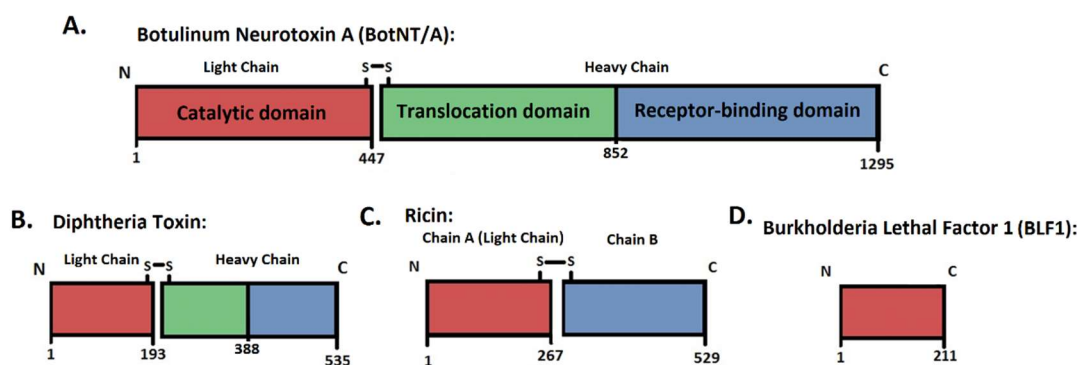 A.
Botulinum Neurotoxin A (BotNT/A):
N Light Chain S S Heavy Chain C
Catalytic domain Translocation domain Receptor-binding domain
1 447 852 1295
B. Diphtheria Toxin:
N Light Chain S S Heavy Chain C
1 193 388 535
C. Ricin:
Chain A (Light Chain) Chain B
N S S C
1 267 529
D.
Burkholderia Lethal Factor 1 (BLF1):
N C
1 211